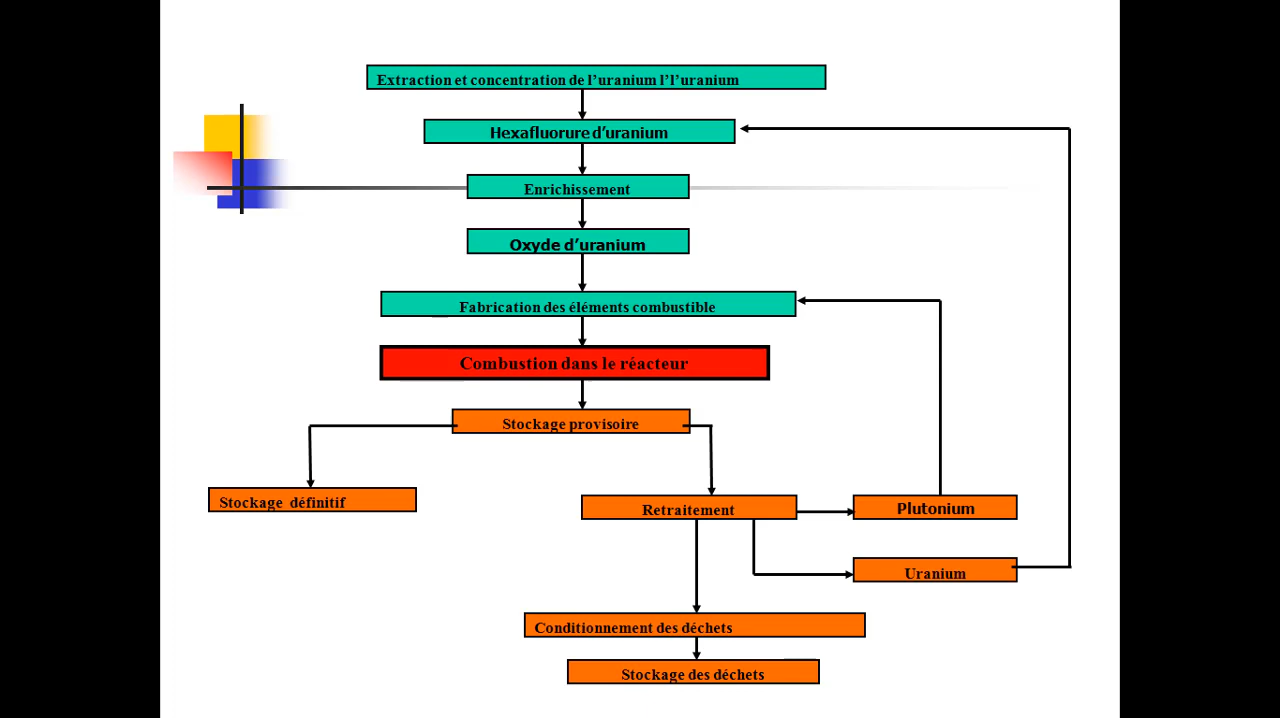 Extraction et concentration de l’uranium l’l’uranium
Hexafluorure d’uranium
Enrichissement
Oxyde d’uranium
Fabrication des éléments combustible
Combustion dans le réacteur
Stockage provisoire
Stockage définitif
Retraitement
Plutonium
Uranium
Conditionnement des déchets
Stockage des déchets